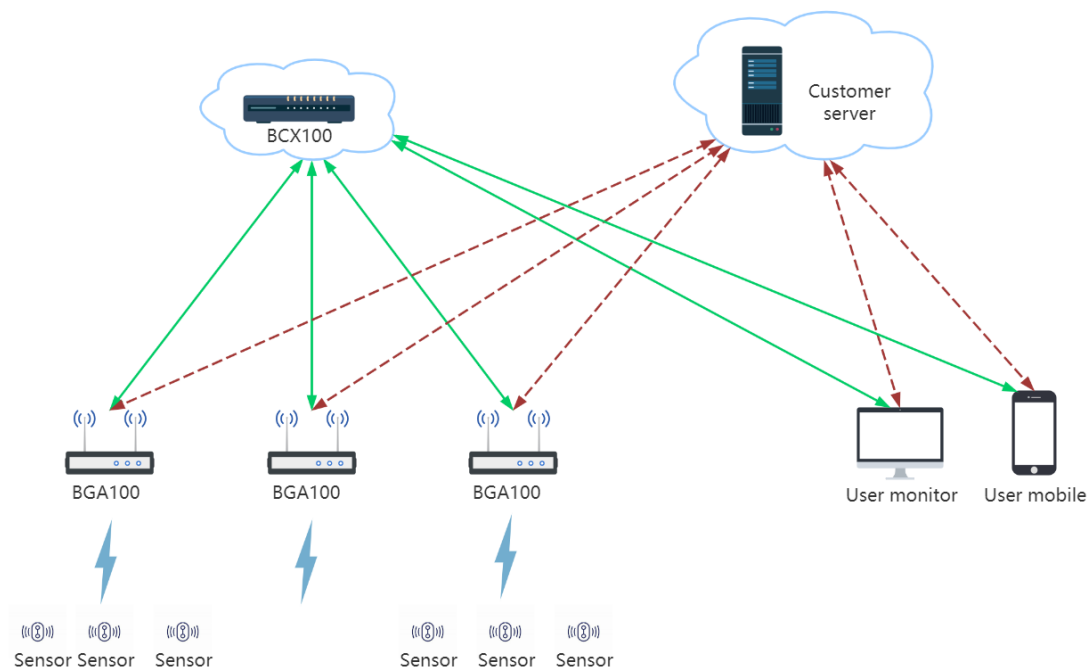 Customer
server
BCX100
BGA100
BGA100
BGA100
User monitor
User mobile
Sensor
Sensor
Sensor
Sensor
Sensor
Sensor